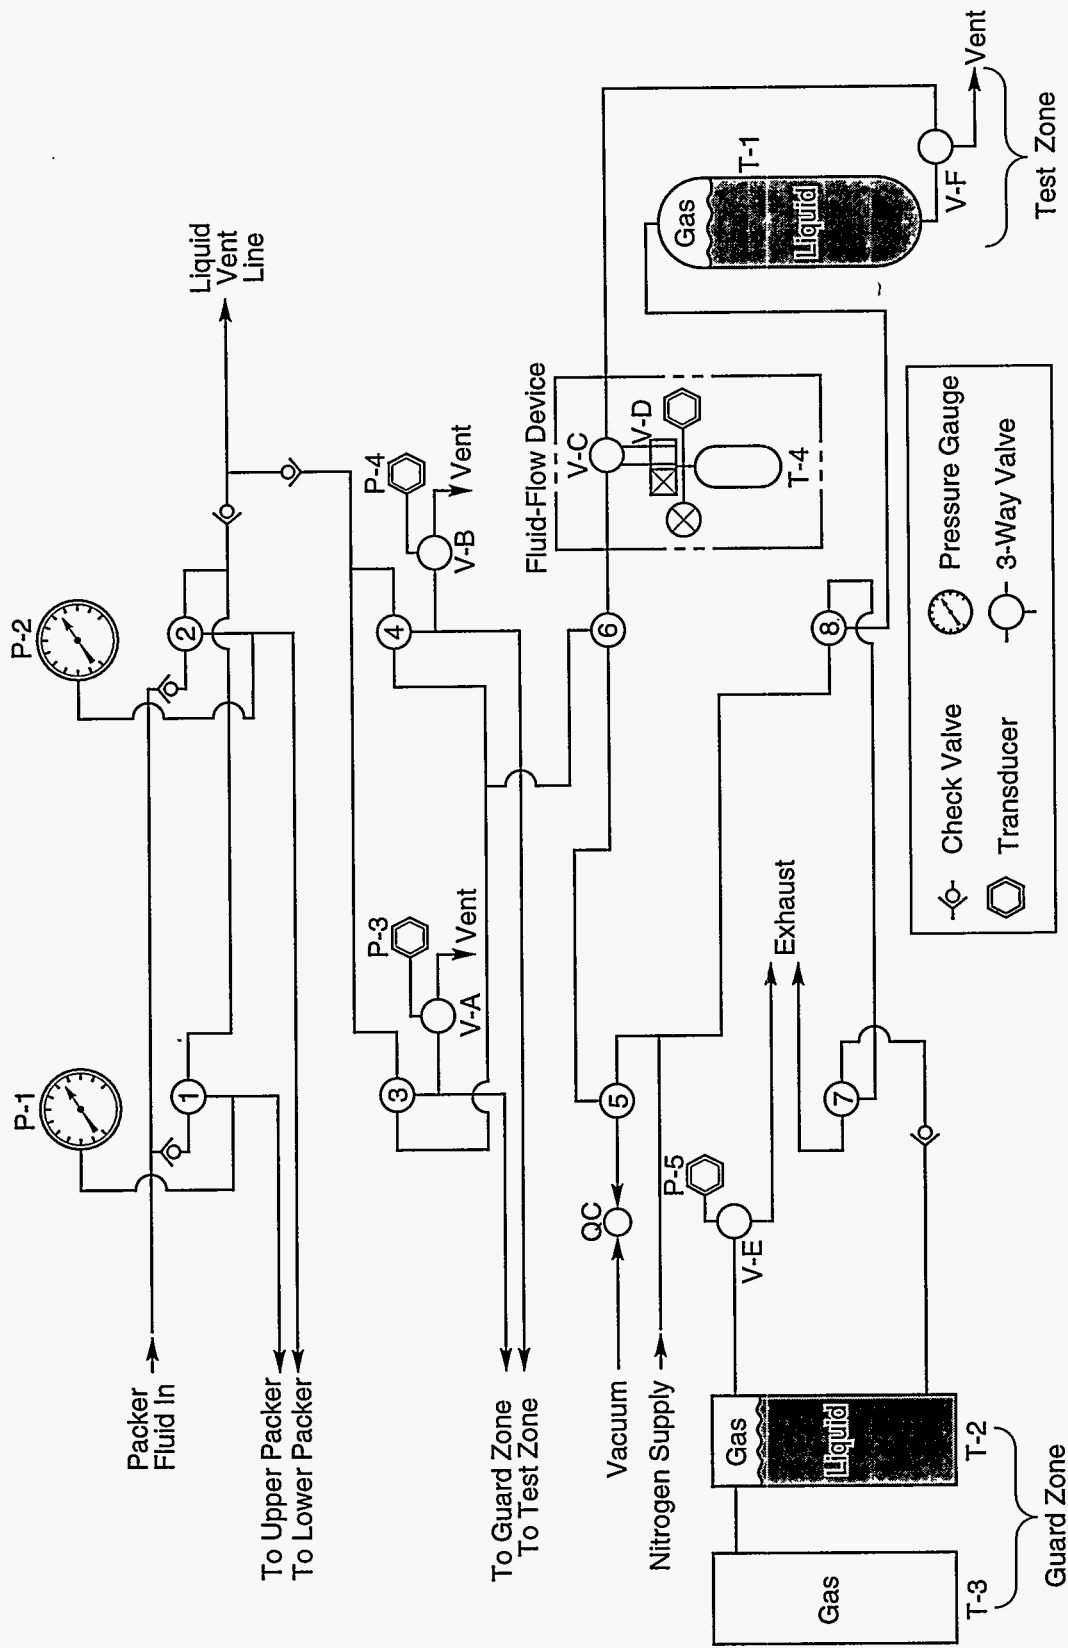 P-1
P-2
1
2
Packer
Fluid In
To Upper Packer
To Lower Packer
Liquid
Vent
Line
P-3
P-4
V-A
V-B
Vent
Vent
3
4
To Guard Zone
To Test Zone
Fluid-Flow Device
V-C
V-D
T-4
QC
5
6
Vacuum
Nitrogen Supply
P-5
V-E
Exhaust
7
8
Gas
Liquid
T-1
V-F
Vent
Test Zone
Gas
T-3
Gas
Liquid
T-2
Guard Zone
Check Valve
Pressure Gauge
Transducer
3-Way Valve